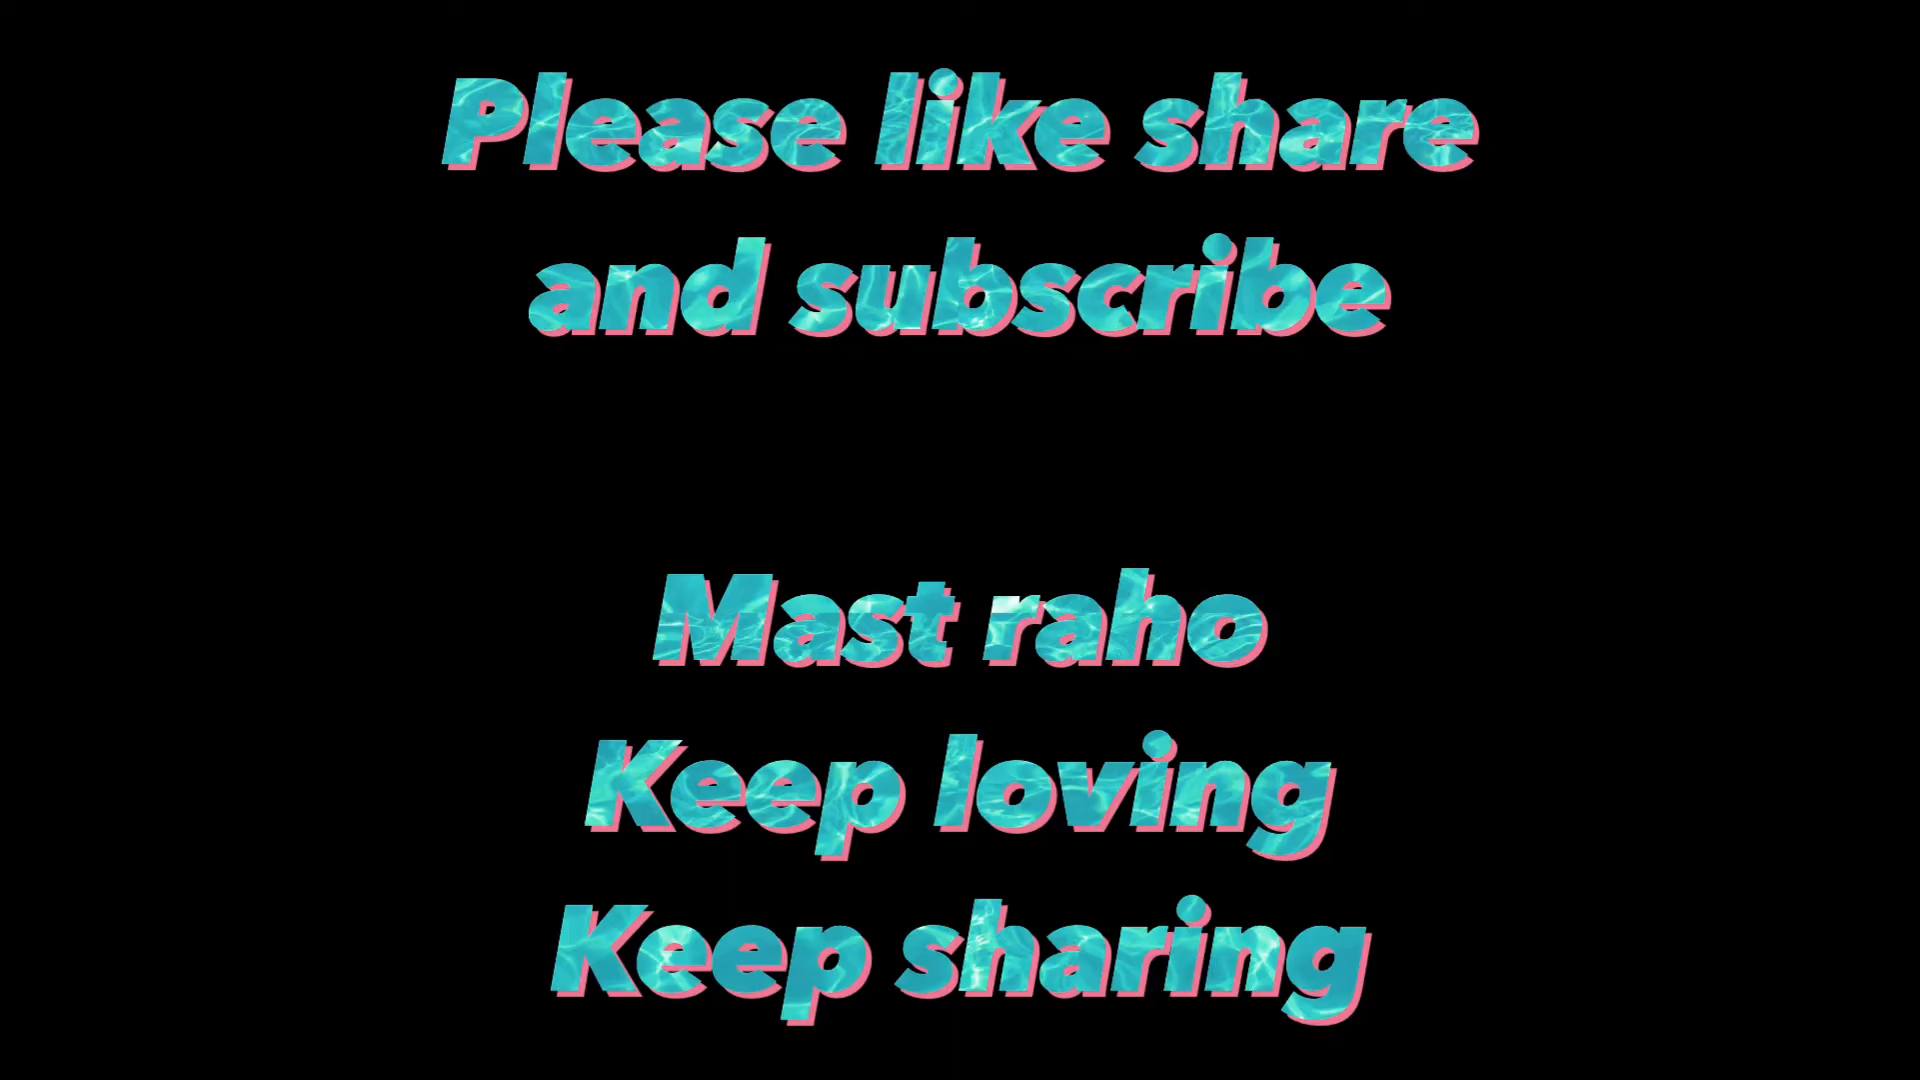 Please like share
and subscribe
Mast raho
Keep loving
Keep sharing